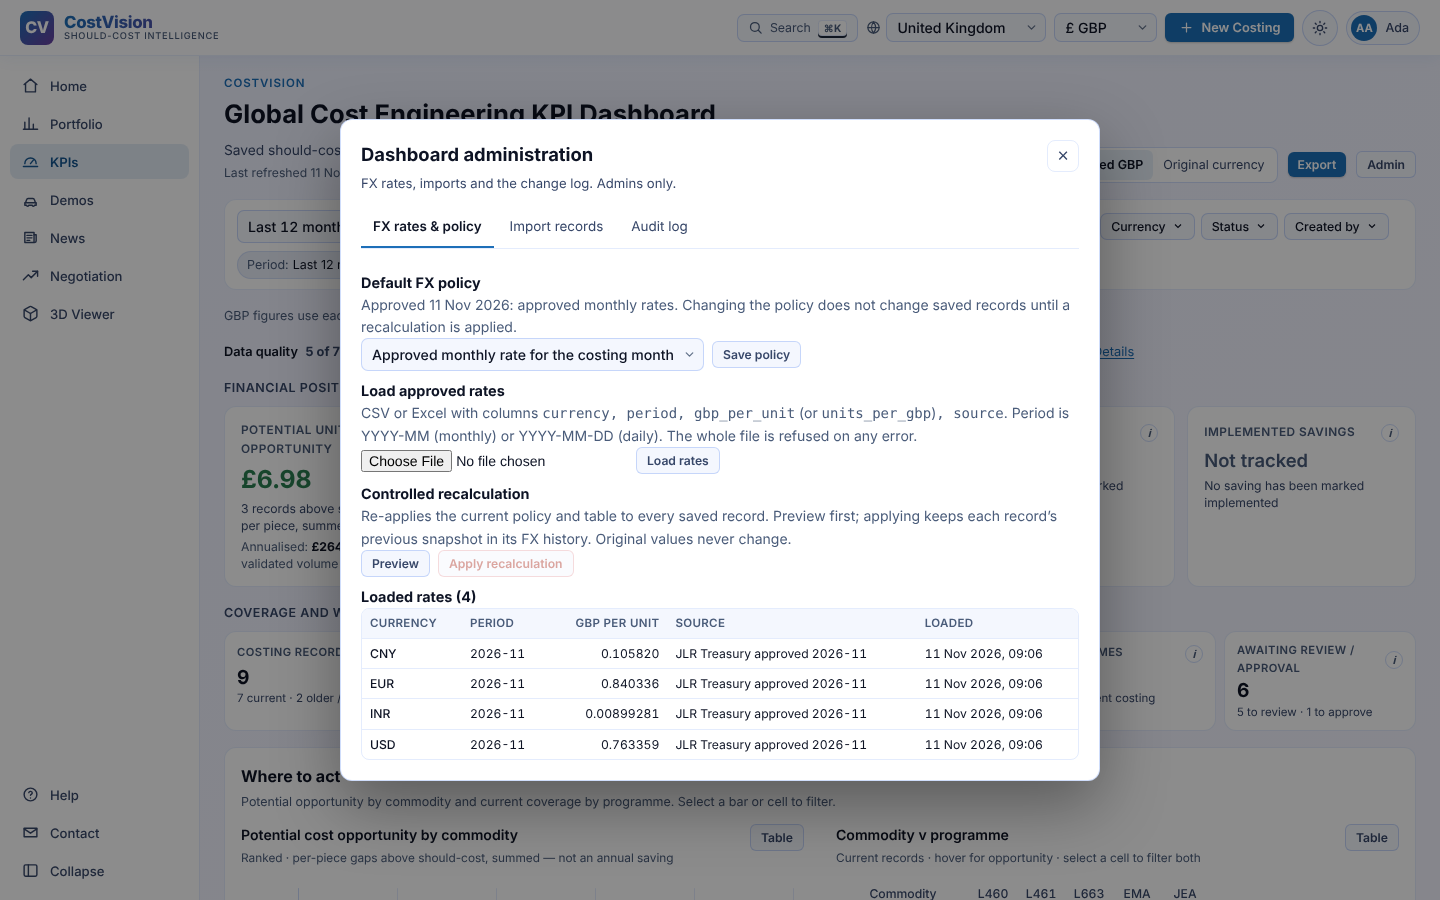 CV
CostVision
SHOULD-COST INTELLIGENCE
Search ⌘K
United Kingdom
£ GBP
+ New Costing
AA Ada
Home
Portfolio
KPIs
Demos
News
Negotiation
3D Viewer
Help
Contact
Collapse
COSTVISION
Global Cost Engineering KPI Dashboard
Saved should-cos
Last refreshed 11 No
ed GBP
Original currency
Export
Admin
Last 12 month
Currency
Status
Created by
Period: Last 12
GBP figures use eac
Data quality 5 of 7
Details
FINANCIAL POSIT
POTENTIAL UNI
OPPORTUNITY
£6.98
3 records above
per piece, summe
Annualised: £264
validated volume
rked
IMPLEMENTED SAVINGS
i
Not tracked
No saving has been marked
implemented
COVERAGE AND W
COSTING RECORD
9
7 current · 2 older /
MES
nt costing
AWAITING REVIEW /
APPROVAL
6
5 to review · 1 to approve
Dashboard administration
FX rates, imports and the change log. Admins only.
FX rates & policy
Import records
Audit log
Default FX policy
Approved 11 Nov 2026: approved monthly rates. Changing the policy does not change saved records until a
recalculation is applied.
Approved monthly rate for the costing month
Save policy
Load approved rates
CSV or Excel with columns currency, period, gbp_per_unit (or units_per_gbp), source. Period is
YYYY-MM (monthly) or YYYY-MM-DD (daily). The whole file is refused on any error.
Choose File No file chosen
Load rates
Controlled recalculation
Re-applies the current policy and table to every saved record. Preview first; applying keeps each record’s
previous snapshot in its FX history. Original values never change.
Preview
Apply recalculation
Loaded rates (4)
CURRENCY PERIOD GBP PER UNIT SOURCE LOADED
CNY 2026-11 0.105820 JLR Treasury approved 2026-11 11 Nov 2026, 09:06
EUR 2026-11 0.840336 JLR Treasury approved 2026-11 11 Nov 2026, 09:06
INR 2026-11 0.00899281 JLR Treasury approved 2026-11 11 Nov 2026, 09:06
USD 2026-11 0.763359 JLR Treasury approved 2026-11 11 Nov 2026, 09:06
Where to act
Potential opportunity by commodity and current coverage by programme. Select a bar or cell to filter.
Potential cost opportunity by commodity
Table
Ranked · per-piece gaps above should-cost, summed — not an annual saving
Commodity v programme
Table
Current records · hover for opportunity · select a cell to filter both
Commodity L460 L461 L663 EMA JEA